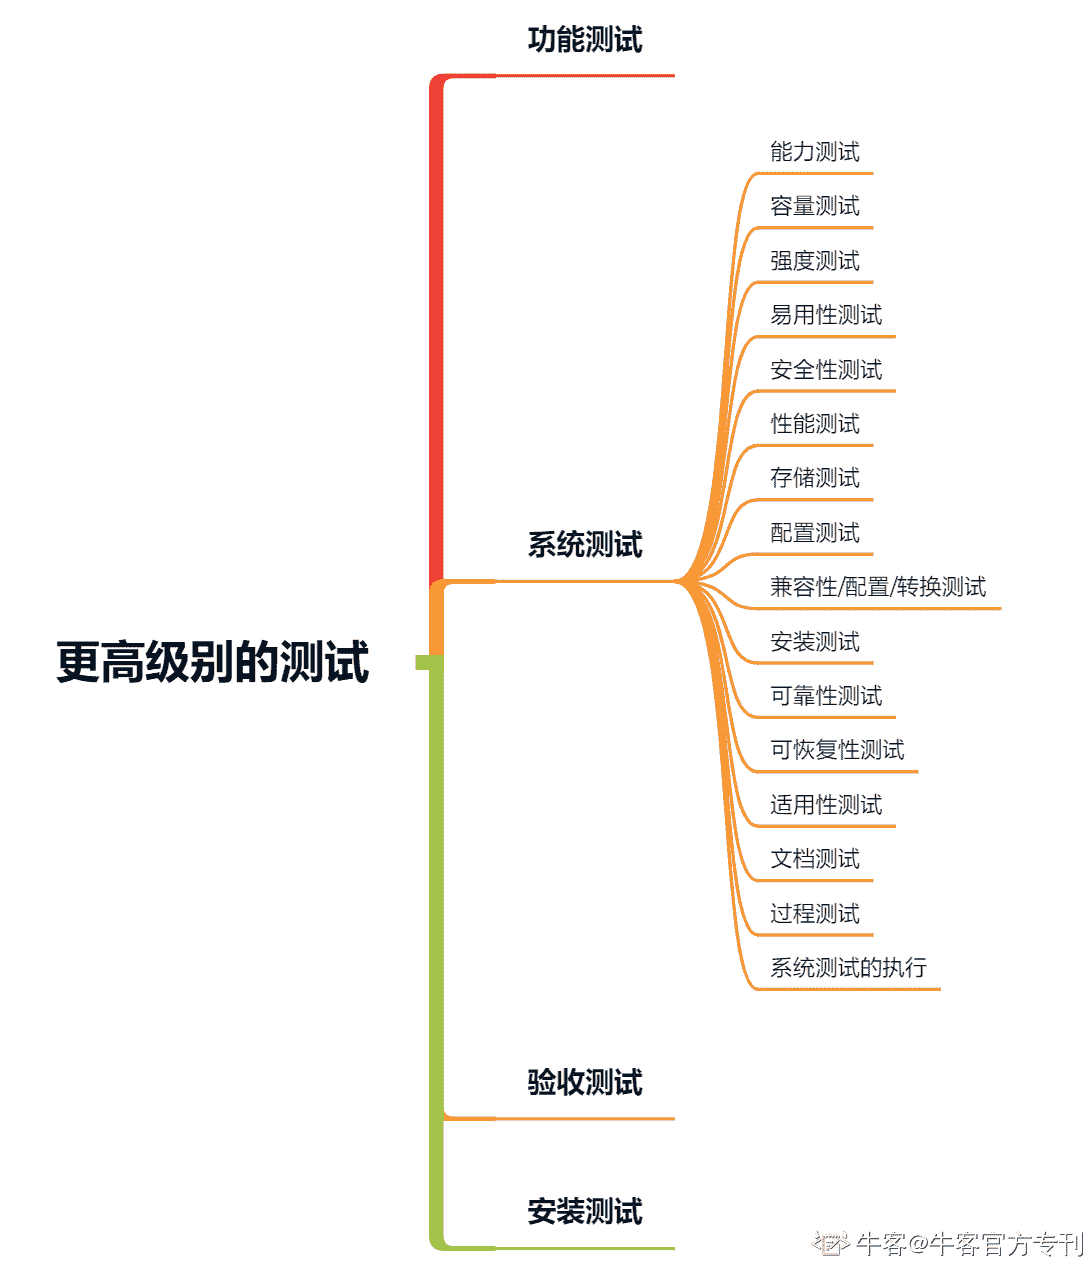 更高级别的测试
功能测试
系统测试
能力测试
容量测试
强度测试
易用性测试
安全性测试
性能测试
存储测试
配置测试
兼容性/配置/转换测试
安装测试
可靠性测试
可恢复性测试
适用性测试
文档测试
过程测试
系统测试的执行
验收测试
安装测试
牛客@牛客官方专刊